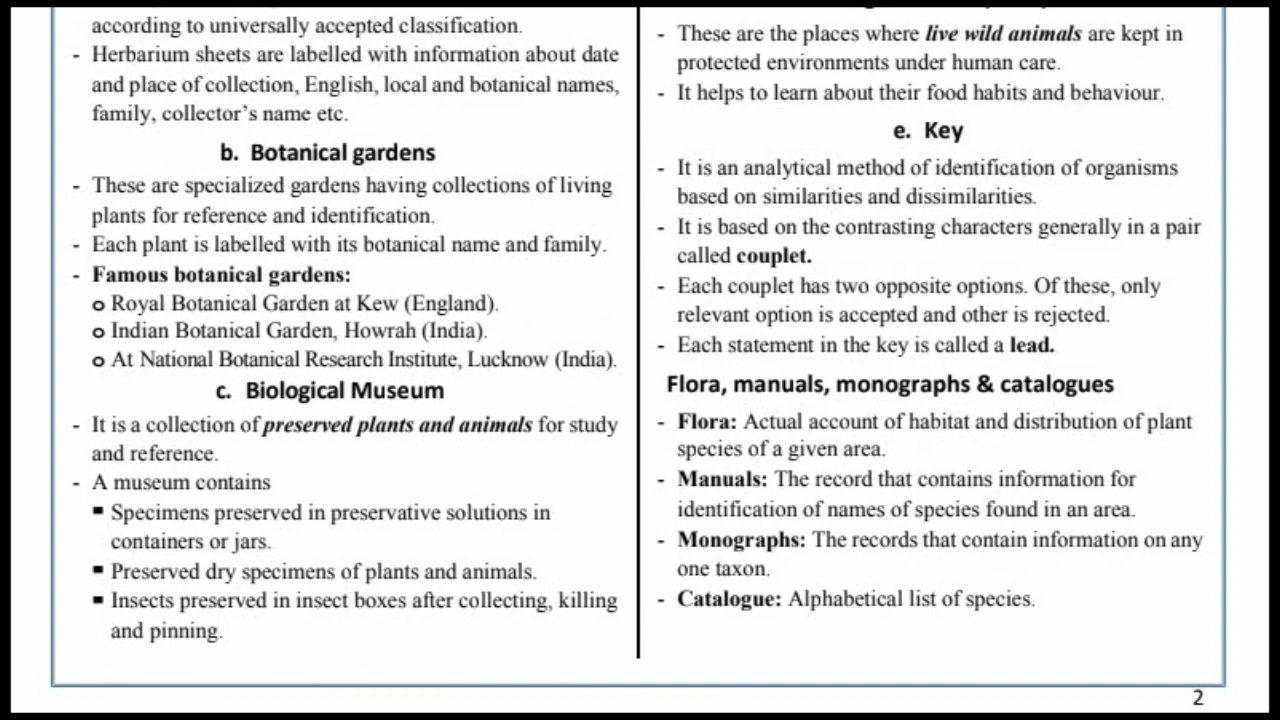 according to universally accepted classification.
- Herbarium sheets are labelled with information about date
and place of collection, English, local and botanical names,
family, collector's name etc.
b. Botanical gardens
- These are specialized gardens having collections of living
plants for reference and identification.
- Each plant is labelled with its botanical name and family.
- Famous botanical gardens:
o Royal Botanical Garden at Kew (England).
o Indian Botanical Garden, Howrah (India).
o At National Botanical Research Institute, Lucknow (India).
c. Biological Museum
- It is a collection of preserved plants and animals for study
and reference.
- A museum contains
▪ Specimens preserved in preservative solutions in
containers or jars.
▪ Preserved dry specimens of plants and animals.
▪ Insects preserved in insect boxes after collecting, killing
and pinning.
- These are the places where live wild animals are kept in
protected environments under human care.
- It helps to learn about their food habits and behaviour.
e. Key
- It is an analytical method of identification of organisms
based on similarities and dissimilarities.
- It is based on the contrasting characters generally in a pair
called couplet.
- Each couplet has two opposite options. Of these, only
relevant option is accepted and other is rejected.
- Each statement in the key is called a lead.
Flora, manuals, monographs & catalogues
- Flora: Actual account of habitat and distribution of plant
species of a given area.
- Manuals: The record that contains information for
identification of names of species found in an area.
- Monographs: The records that contain information on any
one taxon.
- Catalogue: Alphabetical list of species.
2